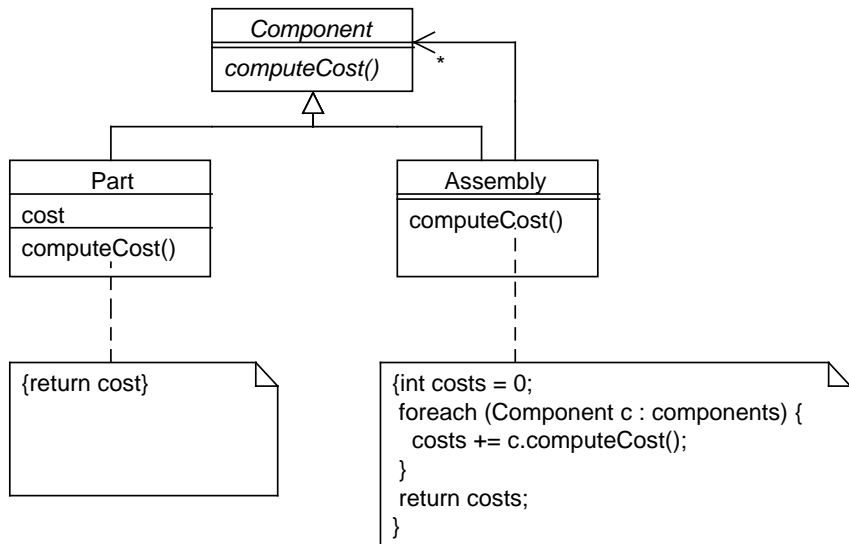 Component
computeCost()
*
Part
cost
computeCost()
Assembly
computeCost()
{return cost}
{int costs = 0;
foreach (Component c : components) {
costs += c.computeCost();
}
return costs;
}